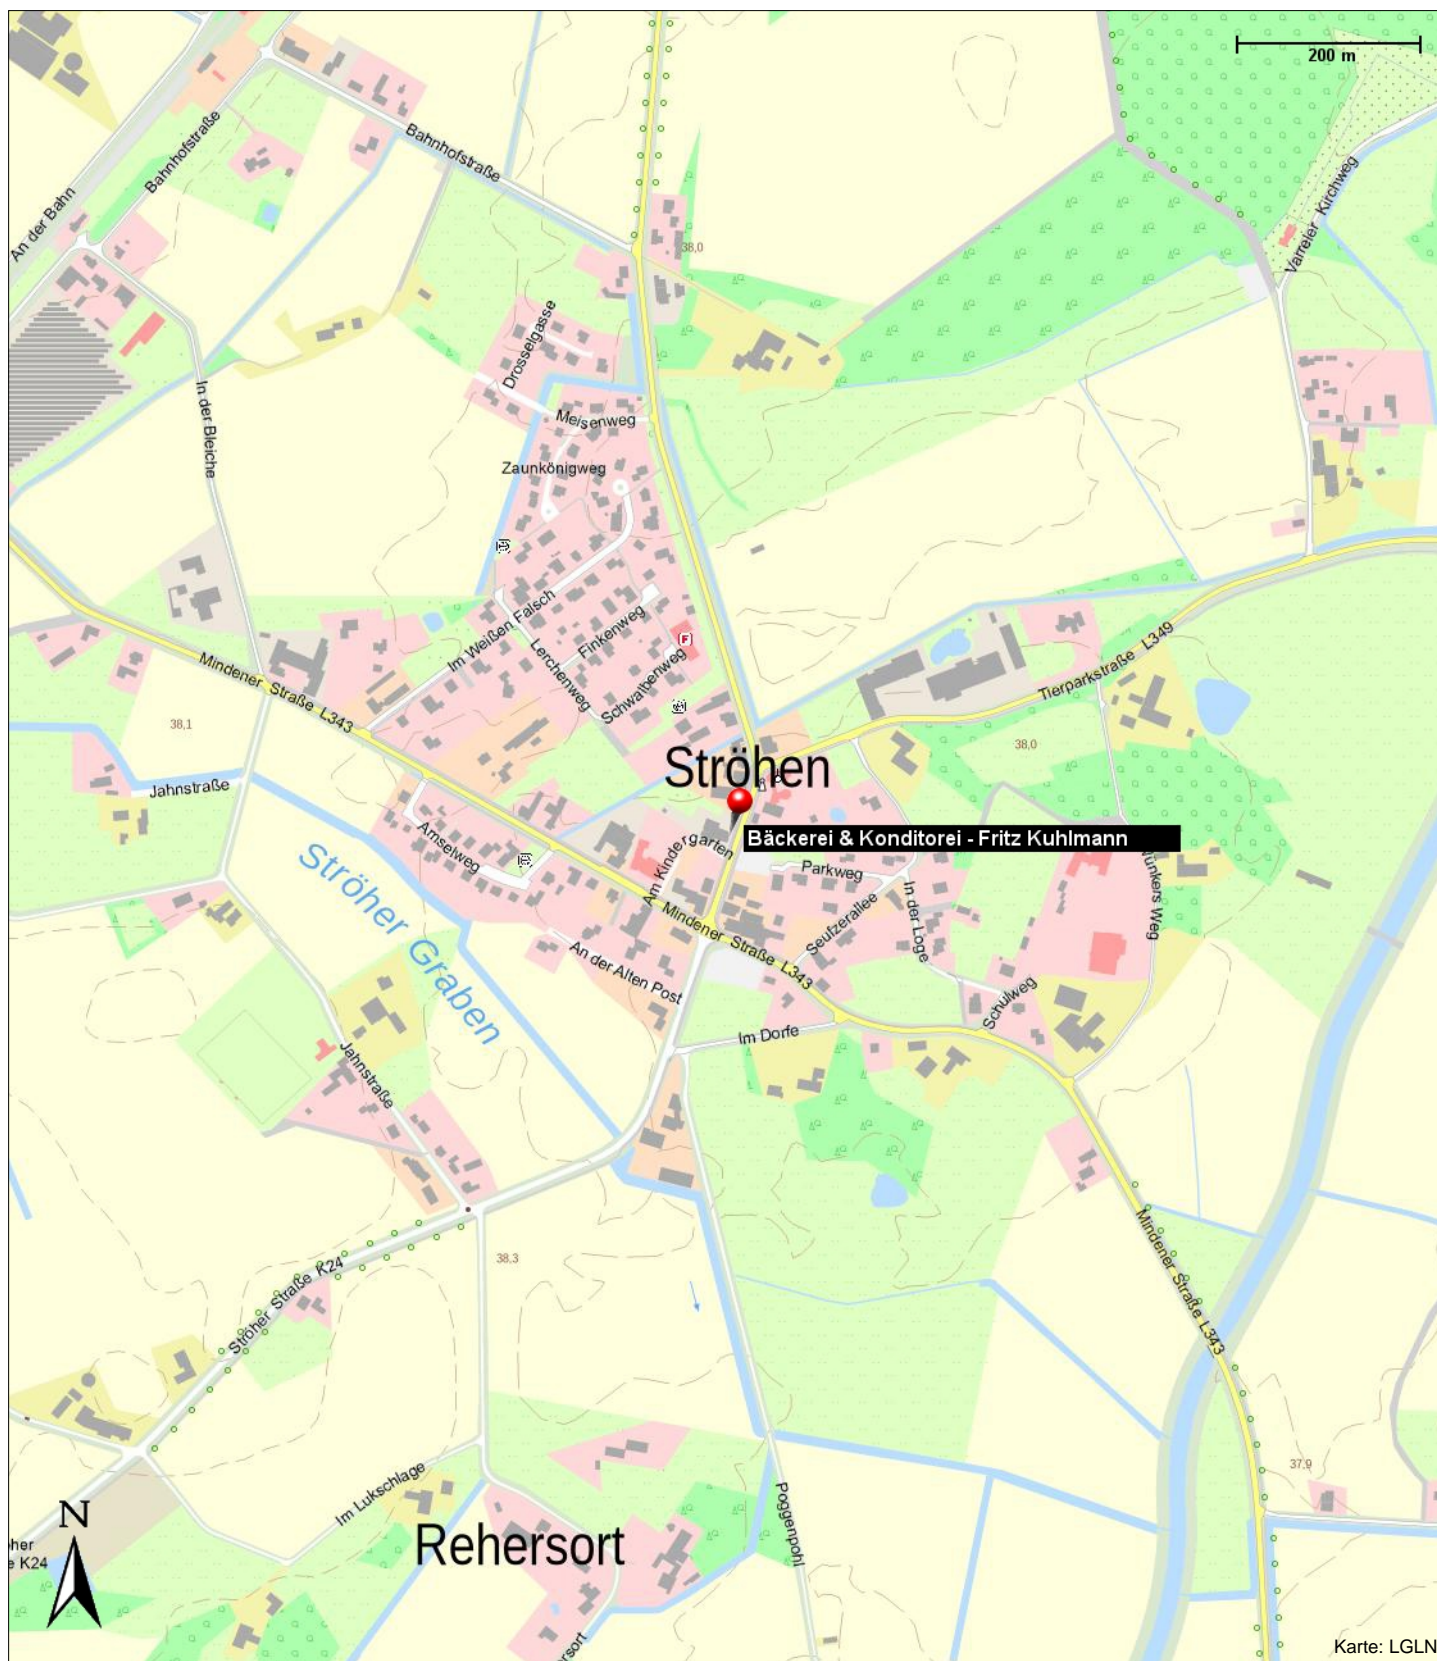 200 m
Bahnhofstraße
Bahnhofstraße
An der Bahn
Varreler Kirchweg
38,0
Drosselgasse
In der Bleiche
Meisenweg
Zaunkönigweg
Im Weißen Falsch
Finkenweg
Lerchenweg
F
Schwalbenweg
Mindener Straße L343
Tierparkstraße L349
38,1
38,0
Ströhen
Jahnstraße
Bäckerei & Konditorei - Fritz Kuhlmann
Amselweg
Am Kindergarten
Parkweg
In der Loge
Seufzerallee
Mindener Straße L343
An der Alten Post
Ströher Graben
Schulweg
Im Dorfe
Jahnstraße
Mindener Straße L343
38,3
Ströher Straße K24
Im Lukschlage
Poggenpohl
37,9
N
Rehersort
Karte: LGLN